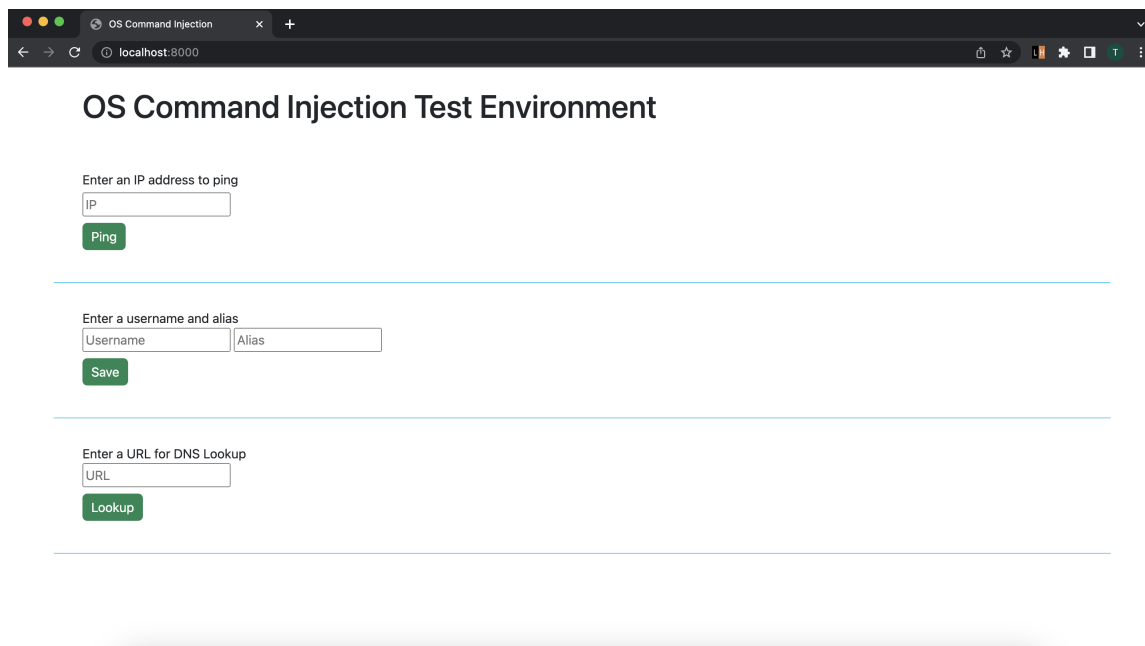 OS Command Injection
localhost:8000
LH
T
OS Command Injection Test Environment
Enter an IP address to ping
IP
Ping
Enter a username and alias
Username Alias
Save
Enter a URL for DNS Lookup
URL
Lookup